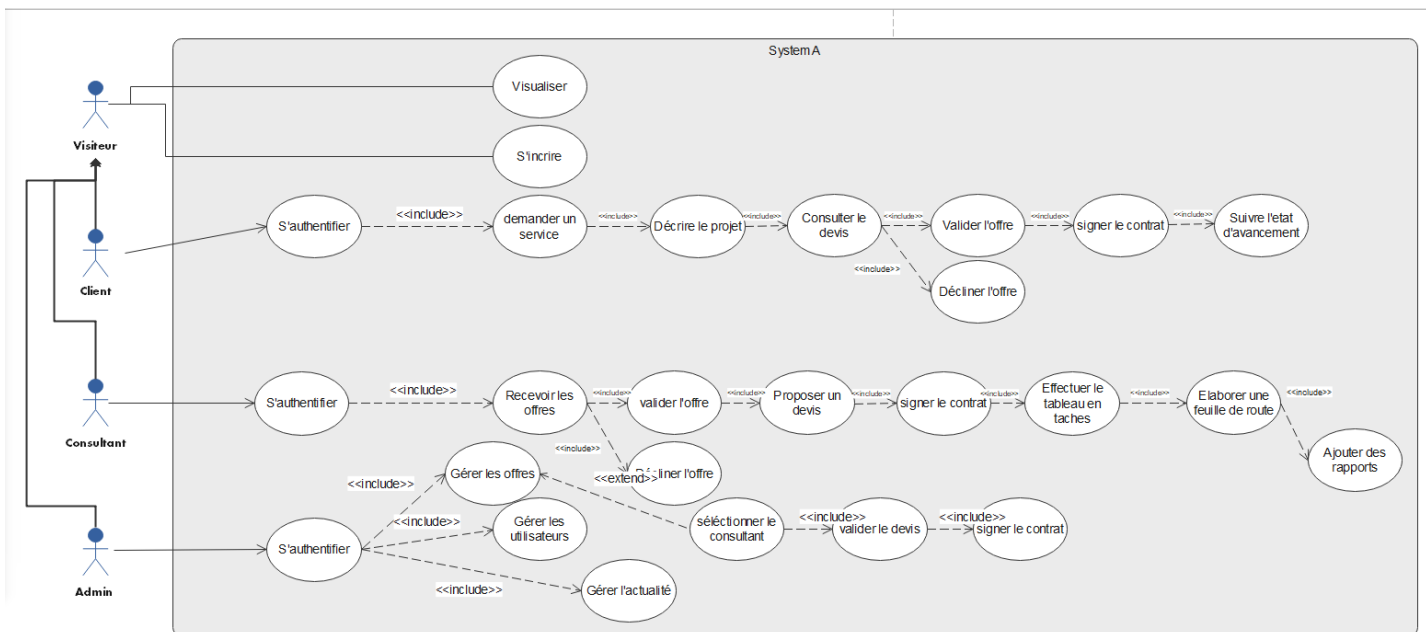 System A
Visualiser
Visiteur
S'incrire
S'authentifier
<<include>>
demander un
service
<<include>>
Décrire le projet
<<include>>
Consulter le
devis
<<include>>
Valider l'offre
<<include>>
signer le contrat
<<include>>
Suivre l'etat
d'avancement
<<include>>
Décliner l'offre
Client
S'authentifier
<<include>>
Recevoir les
offres
<<include>>
valider l'offre
<<include>>
Proposer un
devis
<<include>>
signer le contrat
<<include>>
Effectuer le
tableau en
taches
<<include>>
Elaborer une
feuille de route
<<include>>
Ajouter des
rapports
Consultant
<<include>>
Décliner l'offre
<<extend>>
Gérer les offres
<<include>>
<<include>>
Gérer les
utilisateurs
séléctionner le
consultant
<<include>>
valider le devis
<<include>>
signer le contrat
S'authentifier
<<include>>
Gérer l'actualité
Admin